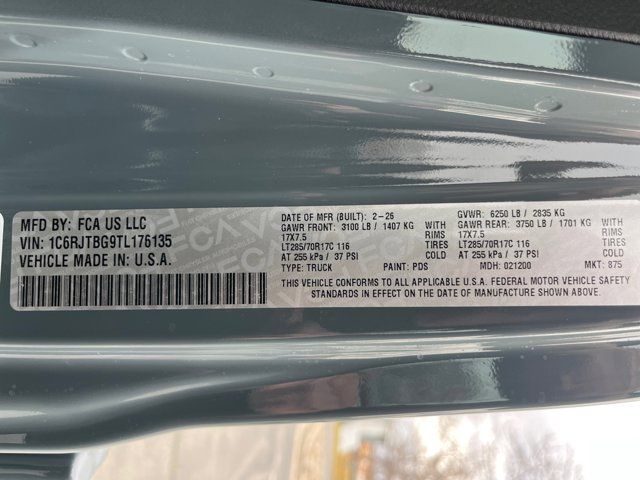 MFD BY: FCA US LLC
VIN: 1C6RJTBG9TL176135
VEHICLE MADE IN: U.S.A.
DATE OF MFR (BUILT): 2-26 GVWR: 6250 LB / 2835 KG
GAWR FRONT: 3100 LB / 1407 KG WITH GAWR REAR: 3750 LB / 1701 KG WITH
17X7.5 RIMS 17X7.5 RIMS
LT285/70R17C 116 TIRES LT285/70R17C 116 TIRES
AT 255 kPa / 37 PSI COLD AT 255 kPa / 37 PSI COLD
TYPE: TRUCK PAINT: PDS MDH: 021200 MKT: 875
THIS VEHICLE CONFORMS TO ALL APPLICABLE U.S.A. FEDERAL MOTOR VEHICLE SAFETY
STANDARDS IN EFFECT ON THE DATE OF MANUFACTURE SHOWN ABOVE.